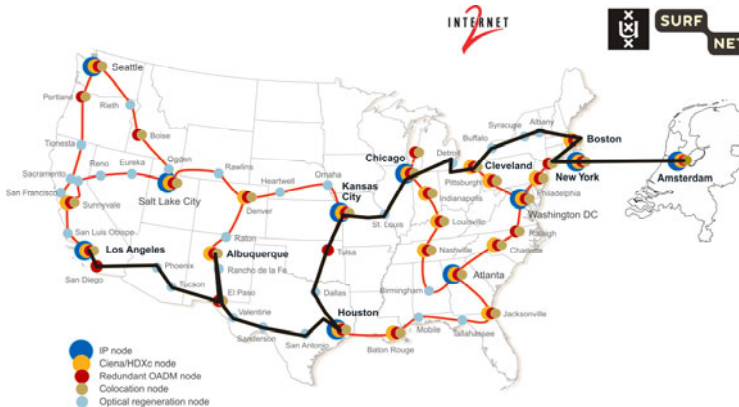 INTERNET
2
SURF
NET
Seattle
Portland
Rieth
Boise
Tionesta
Ogden
Reno
Eureka
Sacramento
Rawlins
San Francisco
Sunnyvale
Salt Lake City
Heartwell
Omaha
Denver
San Luis Obispo
Raton
Los Angeles
San Diego
Phoenix
Tucson
Albuquerque
Rancho de la Fe
El Paso
Valentine
Sanderson
San Antonio
Houston
Dallas
Tulsa
Kansas
City
St. Louis
Chicago
Detroit
Buffalo
Syracuse
Albany
Boston
Cleveland
Pittsburgh
New York
Philadelphia
Washington DC
Indianapolis
Louisville
Nashville
Raleigh
Charlotte
Atlanta
Birmingham
Jacksonville
Tallahassee
Mobile
Baton Rouge
Amsterdam
IP node
Ciena/HDXc node
Redundant OADM node
Colocation node
Optical regeneration node